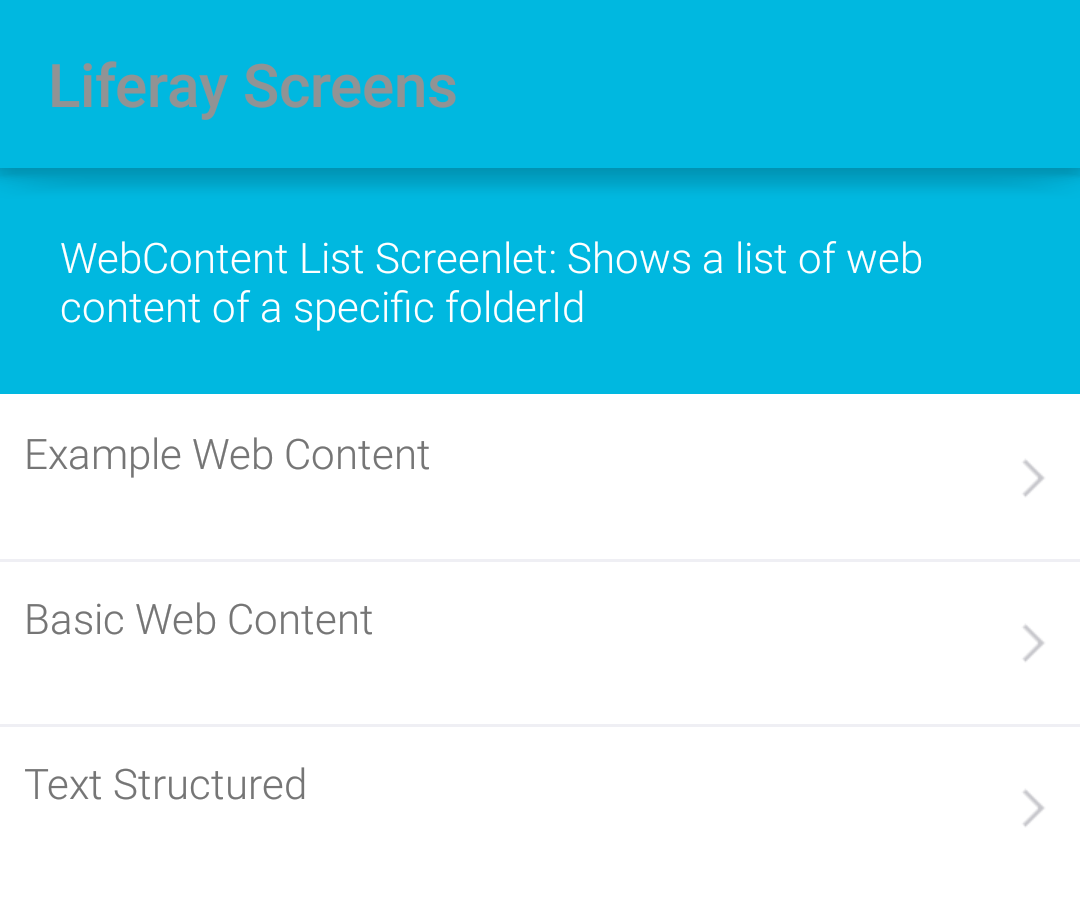 Liferay Screens
WebContent List Screenlet: Shows a list of web
content of a specific folderId
Example Web Content
Basic Web Content
Text Structured